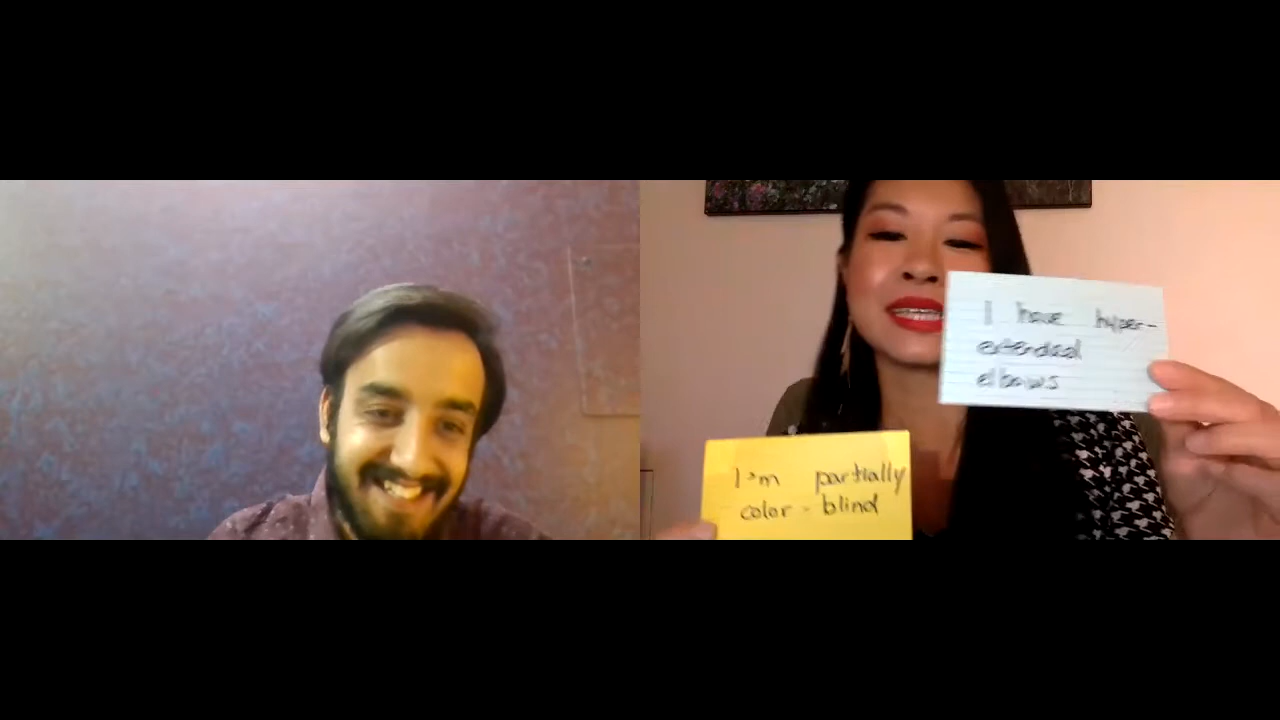 I have hyper-
extended
elbows
I'm partially
color-blind